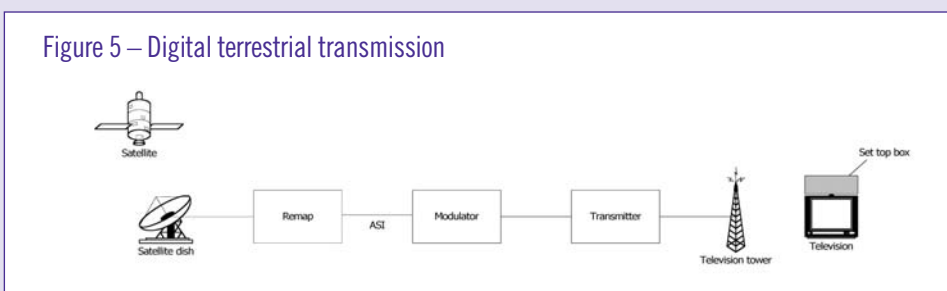 Figure 5 – Digital terrestrial transmission
Satellite
Set top box
Remap
ASI
Modulator
Transmitter
Satellite dish
Television tower
Television